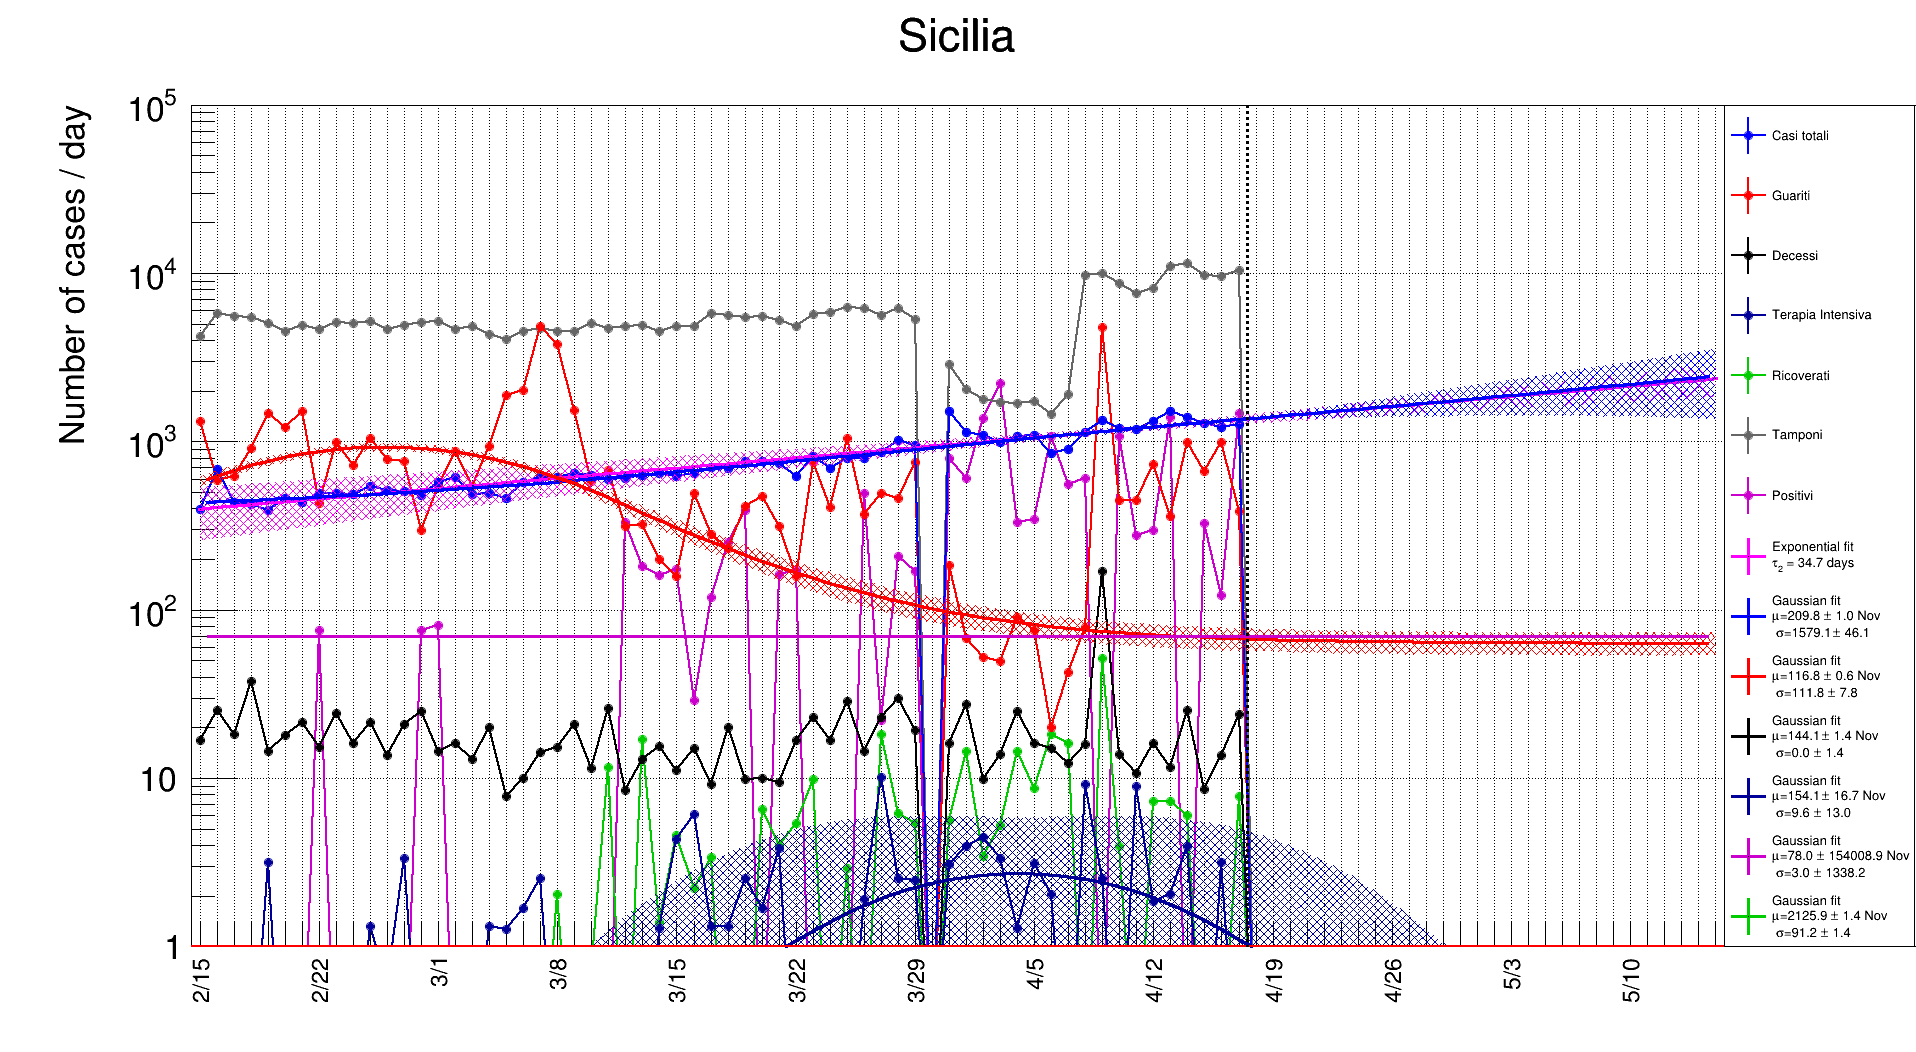 Sicilia
Number of cases / day
10^5
10^4
10^3
10^2
10
1
2/15
2/22
3/1
3/8
3/15
3/22
3/29
4/5
4/12
4/19
4/26
5/3
5/10
Casi totali
Guariti
Decessi
Terapia Intensiva
Ricoverati
Tamponi
Positivi
Exponential fit
τ₂ = 34.7 days
Gaussian fit
μ=209.8 ± 1.0 Nov
σ=1579.1 ± 46.1
Gaussian fit
μ=116.8 ± 0.6 Nov
σ=111.8 ± 7.8
Gaussian fit
μ=144.1 ± 1.4 Nov
σ=0.0 ± 1.4
Gaussian fit
μ=154.1 ± 16.7 Nov
σ=9.6 ± 13.0
Gaussian fit
μ=78.0 ± 154008.9 Nov
σ=3.0 ± 1338.2
Gaussian fit
μ=2125.9 ± 1.4 Nov
σ=91.2 ± 1.4